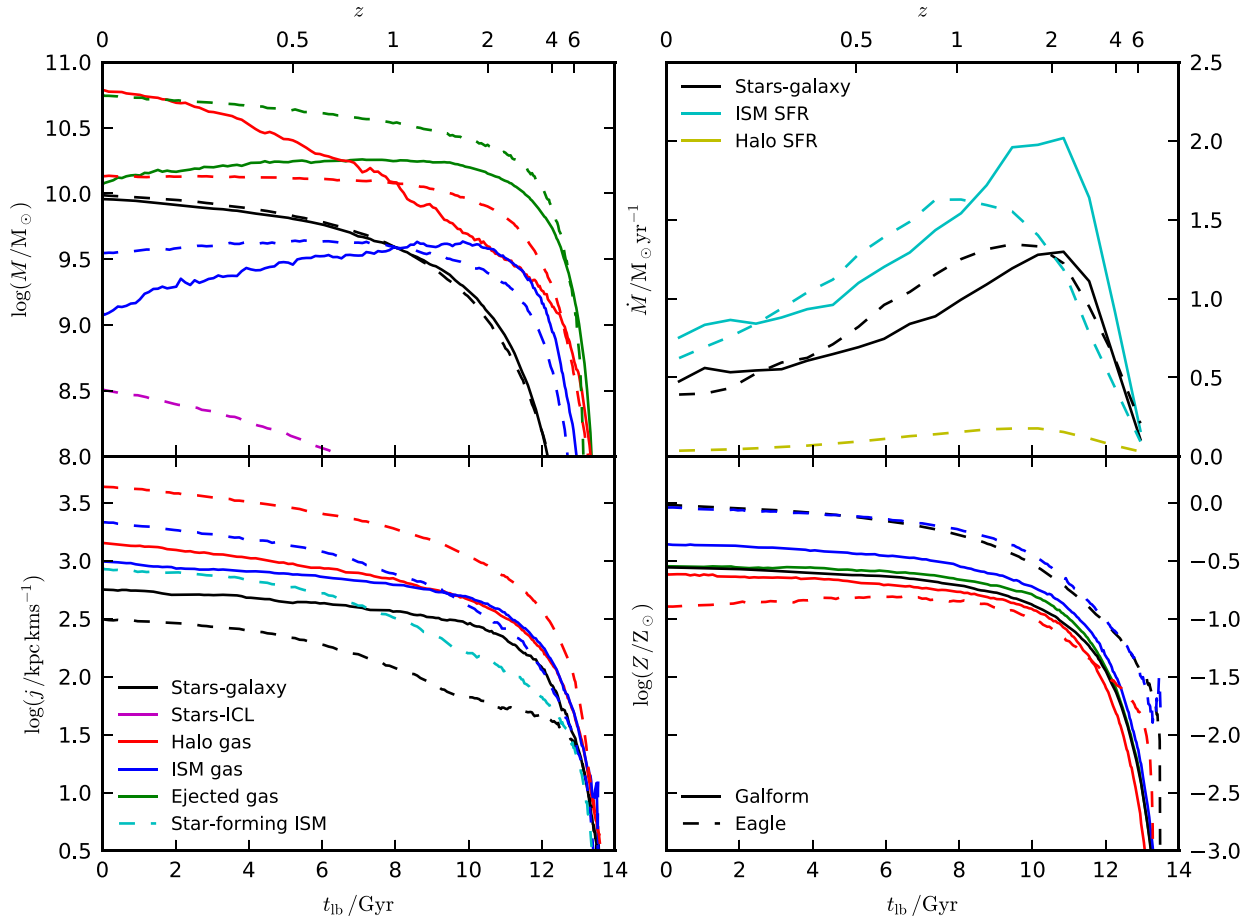 z
z
0 0.5 1 2 4 6
0 0.5 1 2 4 6
11.0
10.5
10.0
9.5
9.0
8.5
8.0
log(M/M⊙)
Stars-galaxy
ISM SFR
Halo SFR
2.5
2.0
1.5
1.0
0.5
0.0
Ṁ/M⊙yr⁻¹
3.5
3.0
2.5
2.0
1.5
1.0
0.5
log(j/kpc kms⁻¹)
Stars-galaxy
Stars-ICL
Halo gas
ISM gas
Ejected gas
Star-forming ISM
0.0
−0.5
−1.0
−1.5
−2.0
−2.5
−3.0
log(Z/Z⊙)
Galform
Eagle
0 2 4 6 8 10 12 14
0 2 4 6 8 10 12 14
t_lb/Gyr
t_lb/Gyr